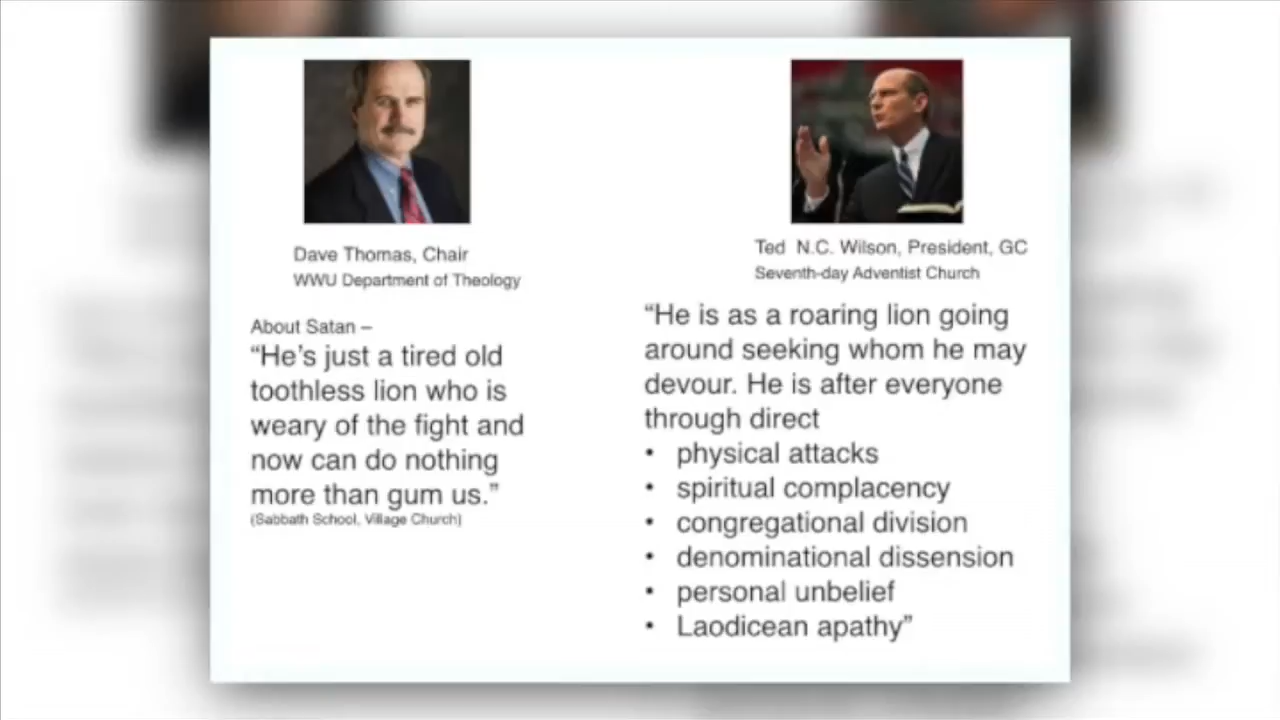 Dave Thomas, Chair
WWU Department of Theology
About Satan –
“He’s just a tired old
toothless lion who is
weary of the fight and
now can do nothing
more than gum us.”
(Sabbath School, Village Church)
Ted N.C. Wilson, President, GC
Seventh-day Adventist Church
“He is as a roaring lion going
around seeking whom he may
devour. He is after everyone
through direct
• physical attacks
• spiritual complacency
• congregational division
• denominational dissension
• personal unbelief
• Laodicean apathy”